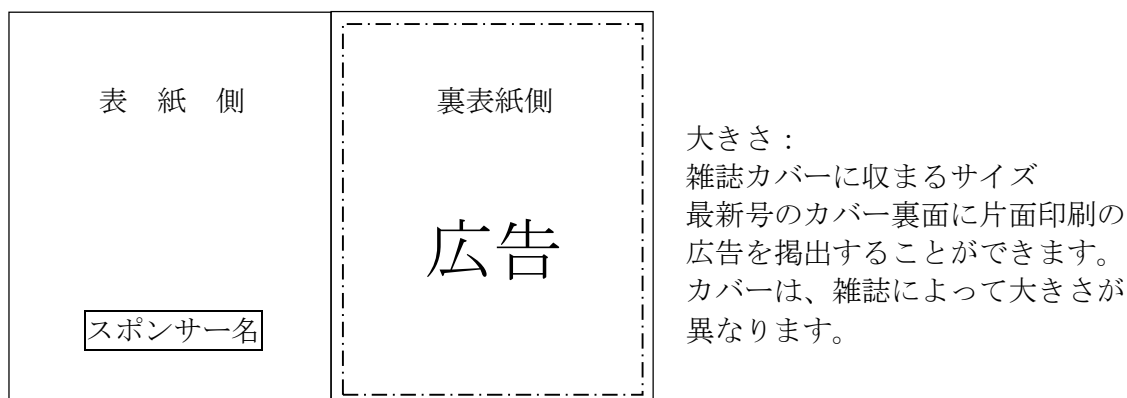 表 紙 側
スポンサー名
裏表紙側
広告
大きさ：
雑誌カバーに収まるサイズ
最新号のカバー裏面に片面印刷の
広告を掲出することができます。
カバーは、雑誌によって大きさが
異なります。